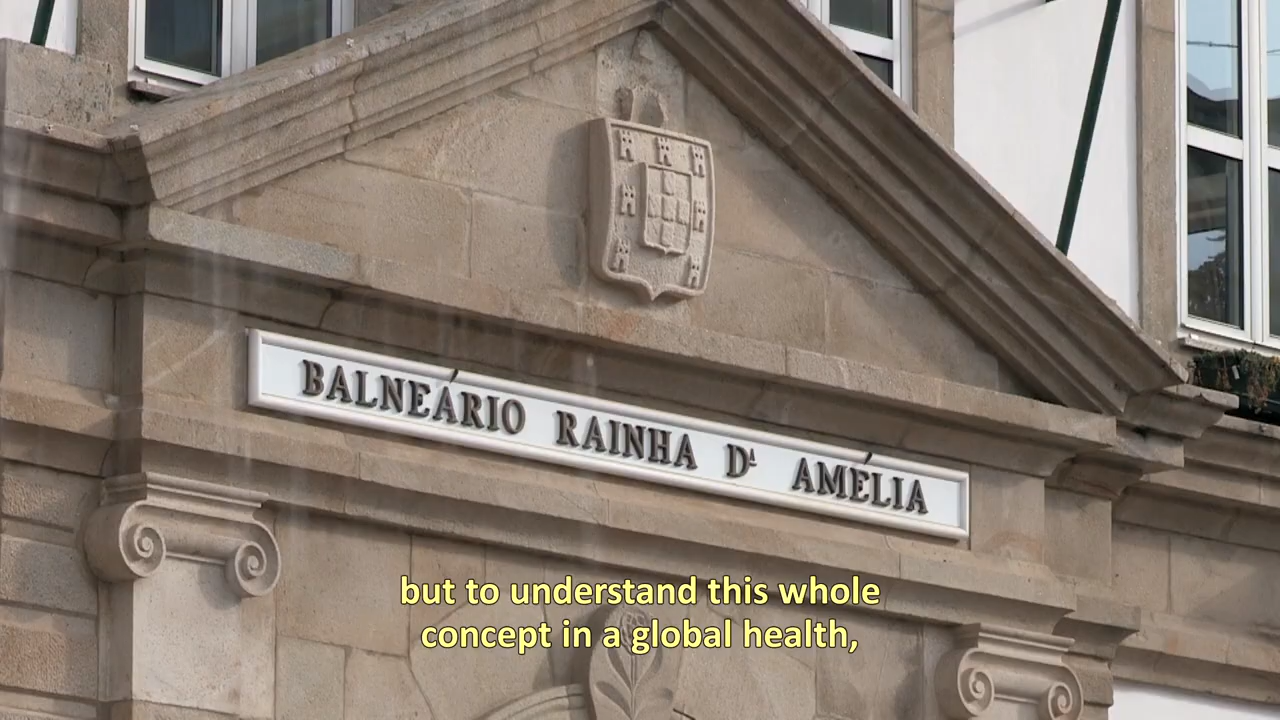 BALNEÁRIO RAINHA Dª AMÉLIA
but to understand this whole
concept in a global health,